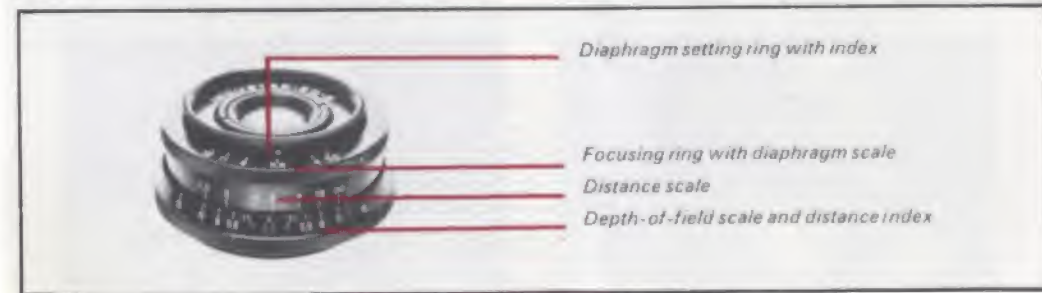 Diaphragm setting ring with index
Focusing ring with diaphragm scale
Distance scale
Depth-of-field scale and distance index